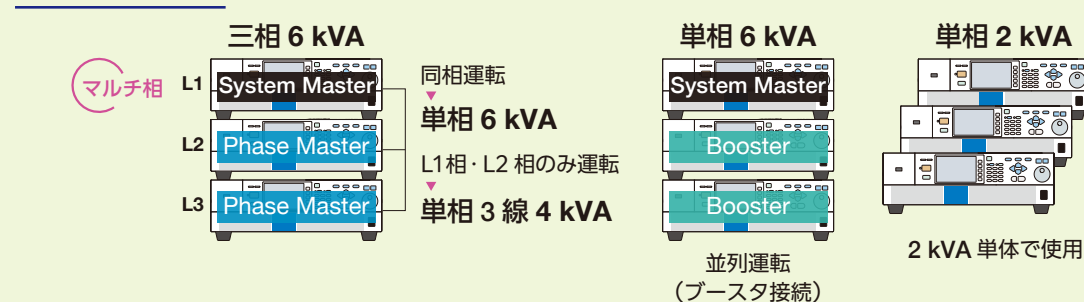 三相 6 kVA
マルチ相
L1
System Master
L2
Phase Master
L3
Phase Master
同相運転
単相 6 kVA
L1相・L2 相のみ運転
単相 3 線 4 kVA
単相 6 kVA
System Master
Booster
Booster
並列運転
（ブースタ接続）
単相 2 kVA
2 kVA 単体で使用